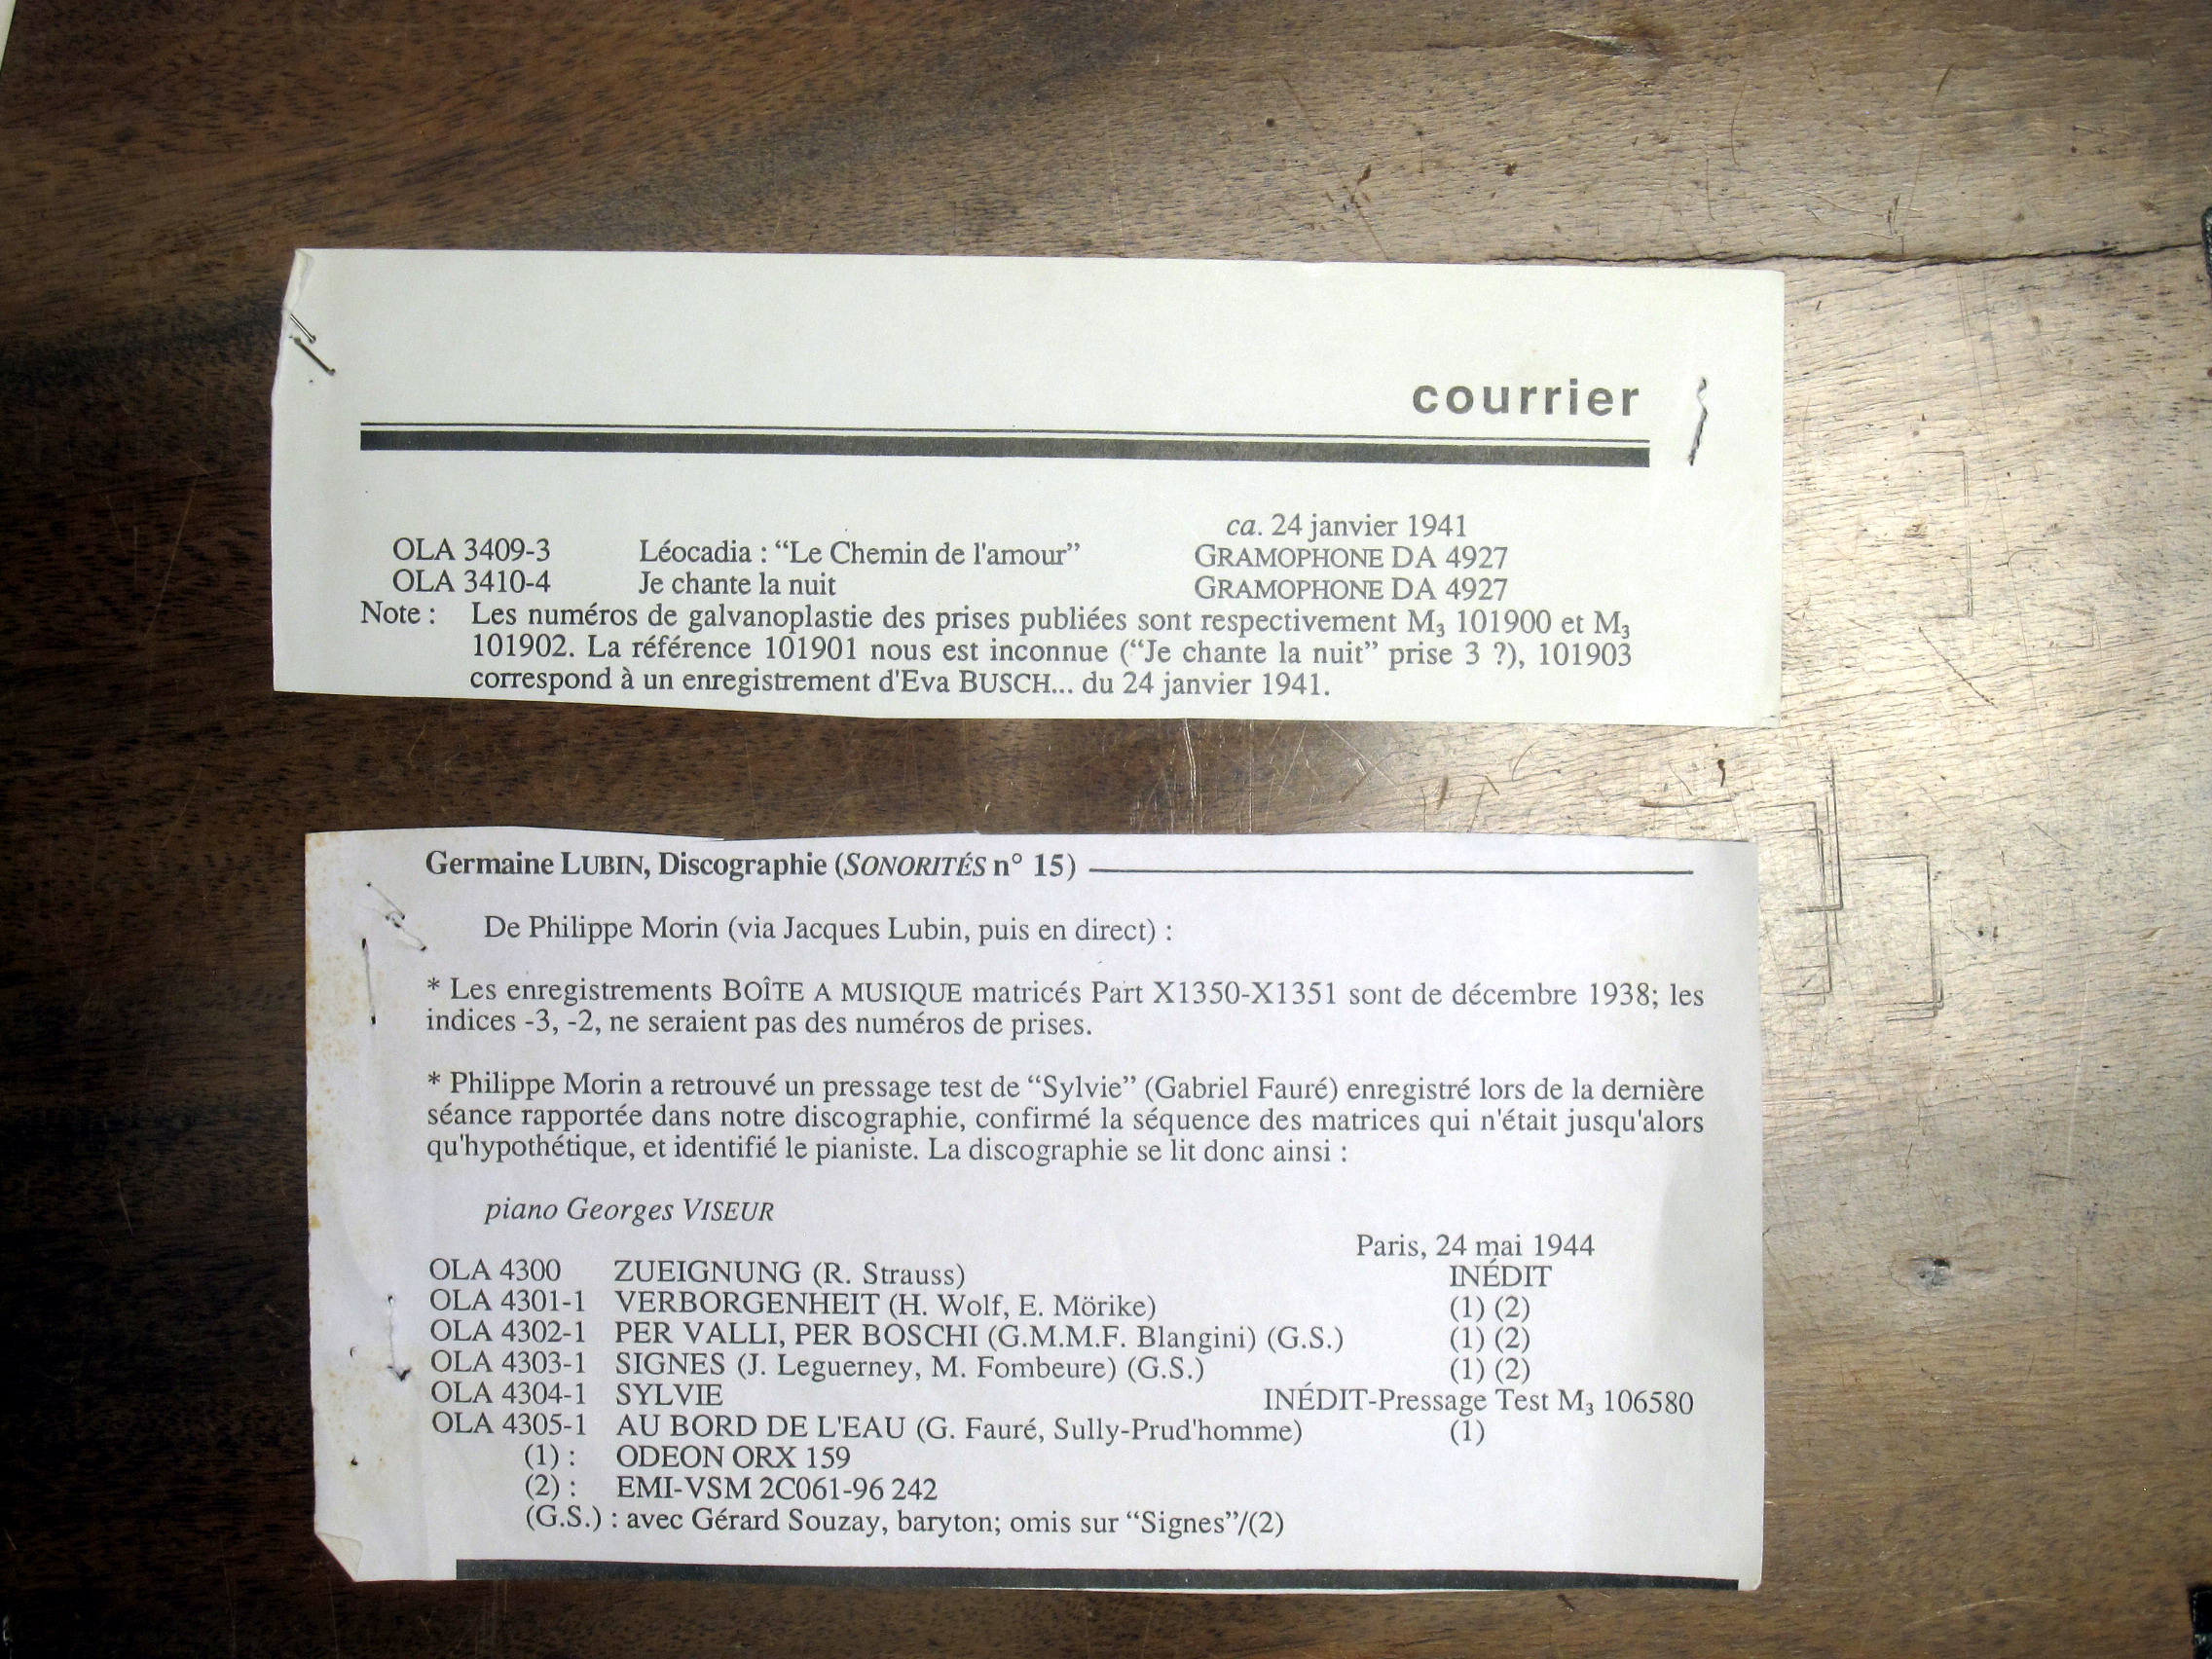 courrier
ca. 24 janvier 1941
OLA 3409-3 Léocadia : “Le Chemin de l'amour” GRAMOPHONE DA 4927
OLA 3410-4 Je chante la nuit GRAMOPHONE DA 4927
Note : Les numéros de galvanoplastie des prises publiées sont respectivement M₃ 101900 et M₃
101902. La référence 101901 nous est inconnue (“Je chante la nuit” prise 3 ?), 101903
correspond à un enregistrement d'Eva BUSCH... du 24 janvier 1941.
Germaine LUBIN, Discographie (SONORITÉS n° 15)
De Philippe Morin (via Jacques Lubin, puis en direct) :
* Les enregistrements BOÎTE A MUSIQUE matricés Part X1350-X1351 sont de décembre 1938; les
indices -3, -2, ne seraient pas des numéros de prises.
* Philippe Morin a retrouvé un pressage test de “Sylvie” (Gabriel Fauré) enregistré lors de la dernière
séance rapportée dans notre discographie, confirmé la séquence des matrices qui n'était jusqu'alors
qu'hypothétique, et identifié le pianiste. La discographie se lit donc ainsi :
piano Georges VISEUR
Paris, 24 mai 1944
OLA 4300 ZUEIGNUNG (R. Strauss) INÉDIT
OLA 4301-1 VERBORGENHEIT (H. Wolf, E. Mörike) (1) (2)
OLA 4302-1 PER VALLI, PER BOSCHI (G.M.M.F. Blangini) (G.S.) (1) (2)
OLA 4303-1 SIGNES (J. Leguerney, M. Fombeure) (G.S.) (1) (2)
OLA 4304-1 SYLVIE INÉDIT-Pressage Test M₃ 106580
OLA 4305-1 AU BORD DE L'EAU (G. Fauré, Sully-Prud'homme) (1)
(1) : ODEON ORX 159
(2) : EMI-VSM 2C061-96 242
(G.S.) : avec Gérard Souzay, baryton; omis sur “Signes”/(2)